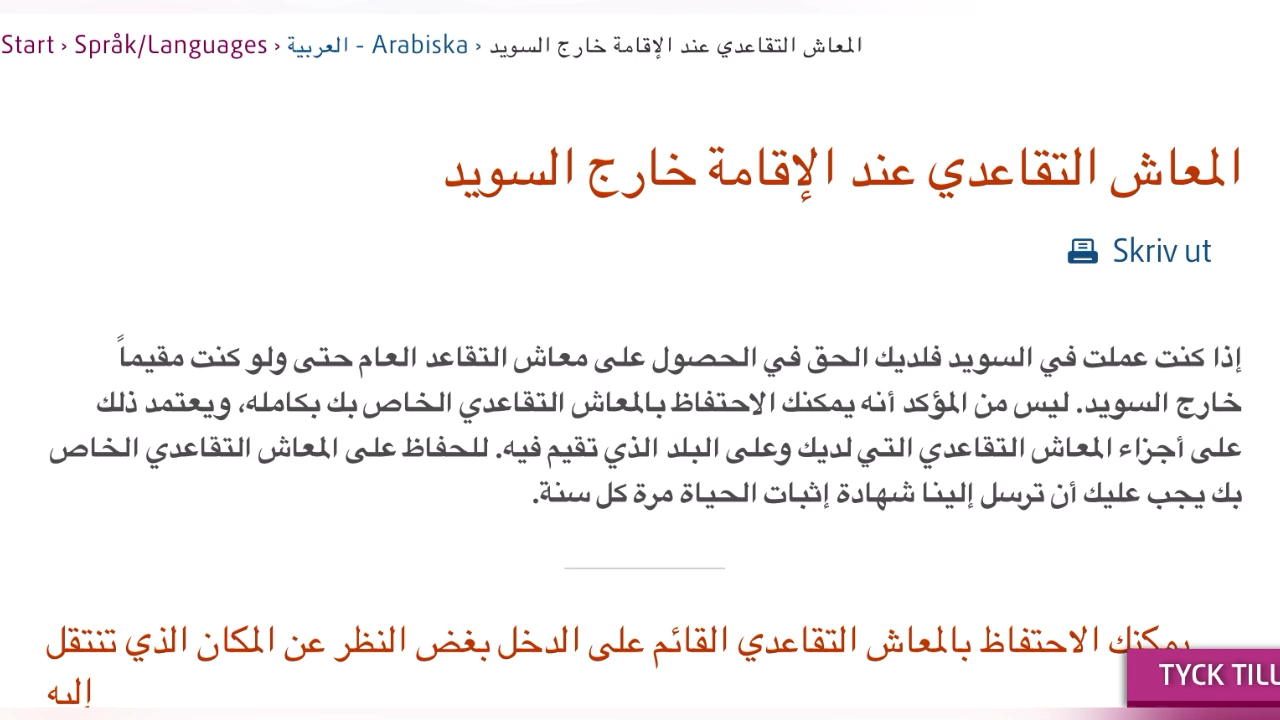 Start › Språk/Languages › العربية - Arabiska › المعاش التقاعدي عند الإقامة خارج السويد
المعاش التقاعدي عند الإقامة خارج السويد
Skriv ut
إذا كنت عملت في السويد فلديك الحق في الحصول على معاش التقاعد العام حتى ولو كنت مقيماً
خارج السويد. ليس من المؤكد أنه يمكنك الاحتفاظ بالمعاش التقاعدي الخاص بك بكامله، ويعتمد ذلك
على أجزاء المعاش التقاعدي التي لديك وعلى البلد الذي تقيم فيه. للحفاظ على المعاش التقاعدي الخاص
بك يجب عليك أن ترسل إلينا شهادة إثبات الحياة مرة كل سنة.
يمكنك الاحتفاظ بالمعاش التقاعدي القائم على الدخل بغض النظر عن المكان الذي تنتقل
إليه
TYCK TILL